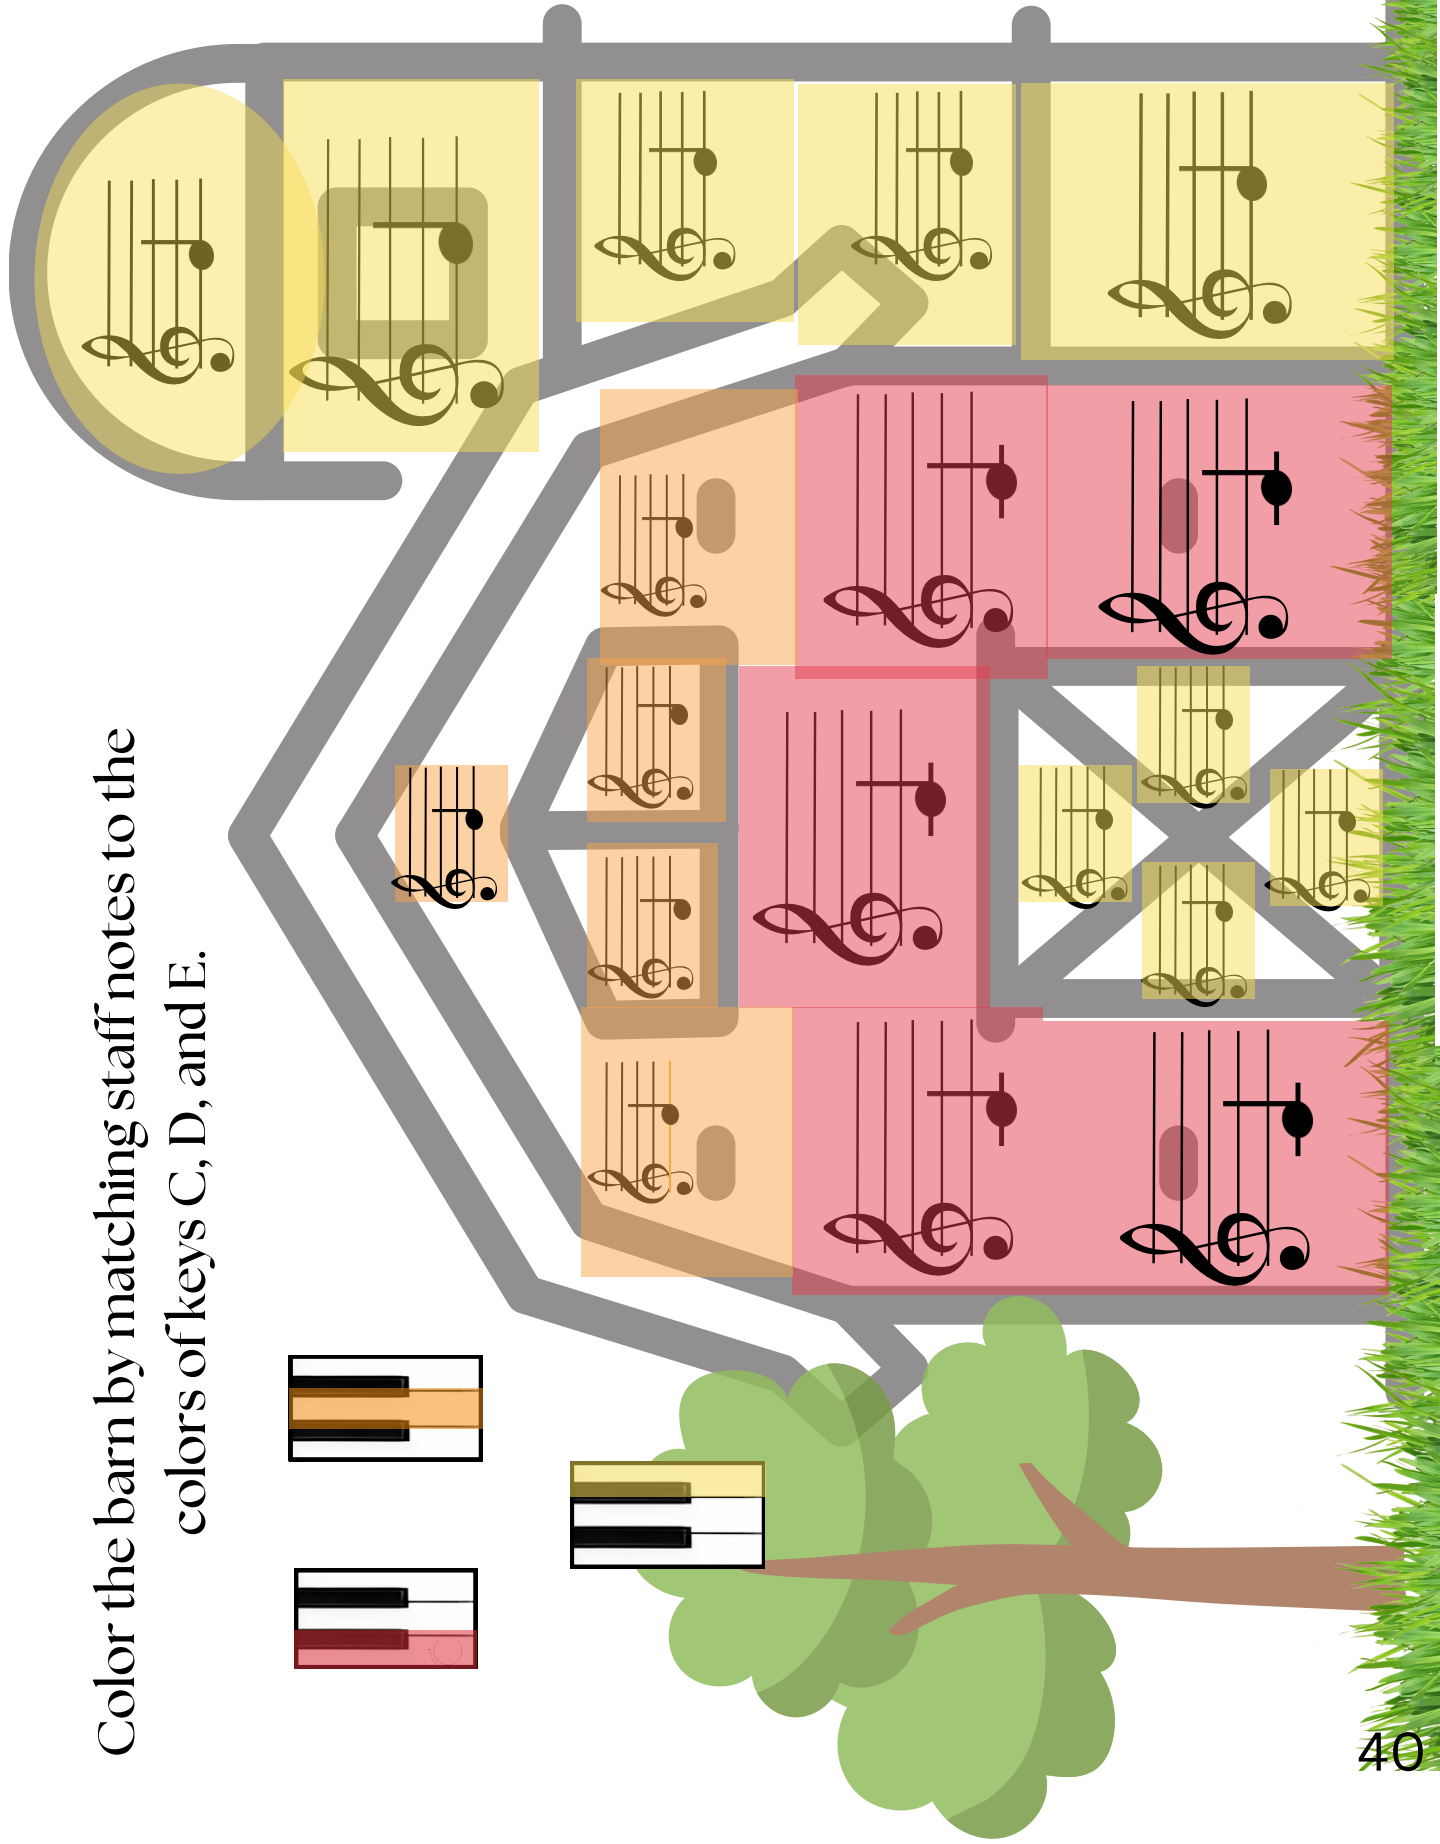 Color the barn by matching staff notes to the
colors of keys C, D, and E.
40